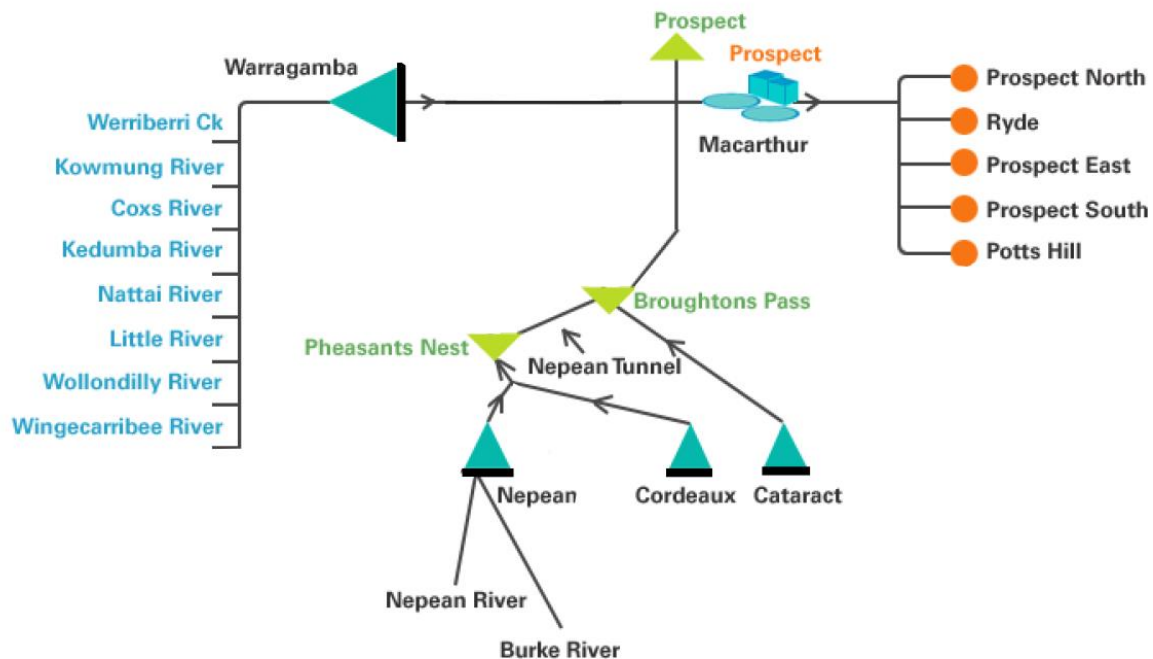 Prospect
Warragamba
Prospect
Macarthur
Werriberri Ck
Kowmung River
Coxs River
Kedumba River
Nattai River
Little River
Wollondilly River
Wingecarribee River
Prospect North
Ryde
Prospect East
Prospect South
Potts Hill
Broughtons Pass
Pheasants Nest
Nepean Tunnel
Nepean
Cordeaux
Cataract
Nepean River
Burke River